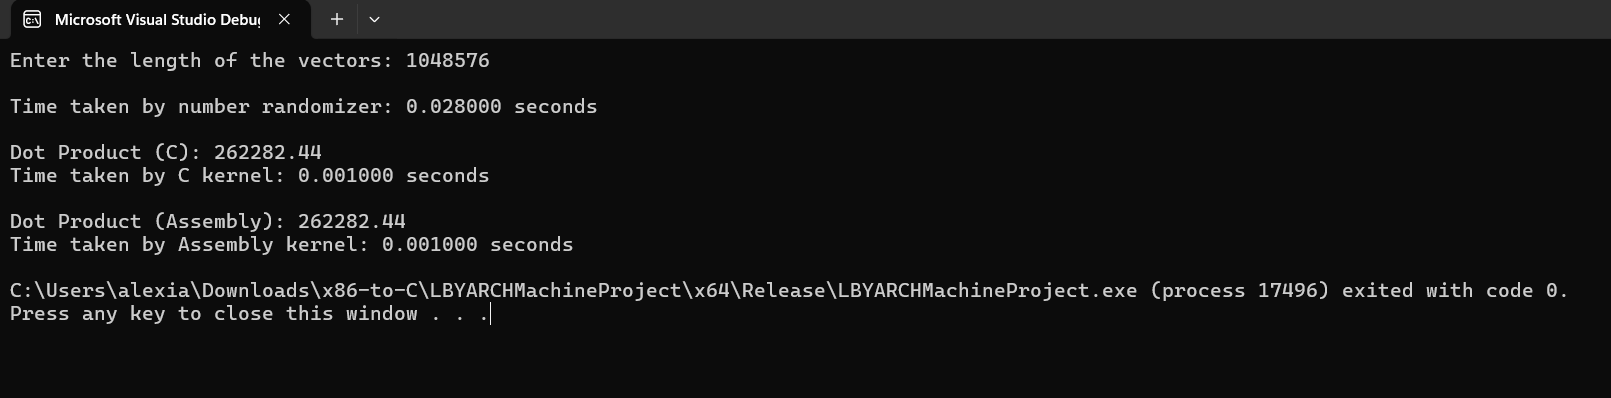 Microsoft Visual Studio Debug
Enter the length of the vectors: 1048576
Time taken by number randomizer: 0.028000 seconds
Dot Product (C): 262282.44
Time taken by C kernel: 0.001000 seconds
Dot Product (Assembly): 262282.44
Time taken by Assembly kernel: 0.001000 seconds
C:\Users\alexia\Downloads\x86-to-C\LBYARCHMachineProject\x64\Release\LBYARCHMachineProject.exe (process 17496) exited with code 0.
Press any key to close this window . . .